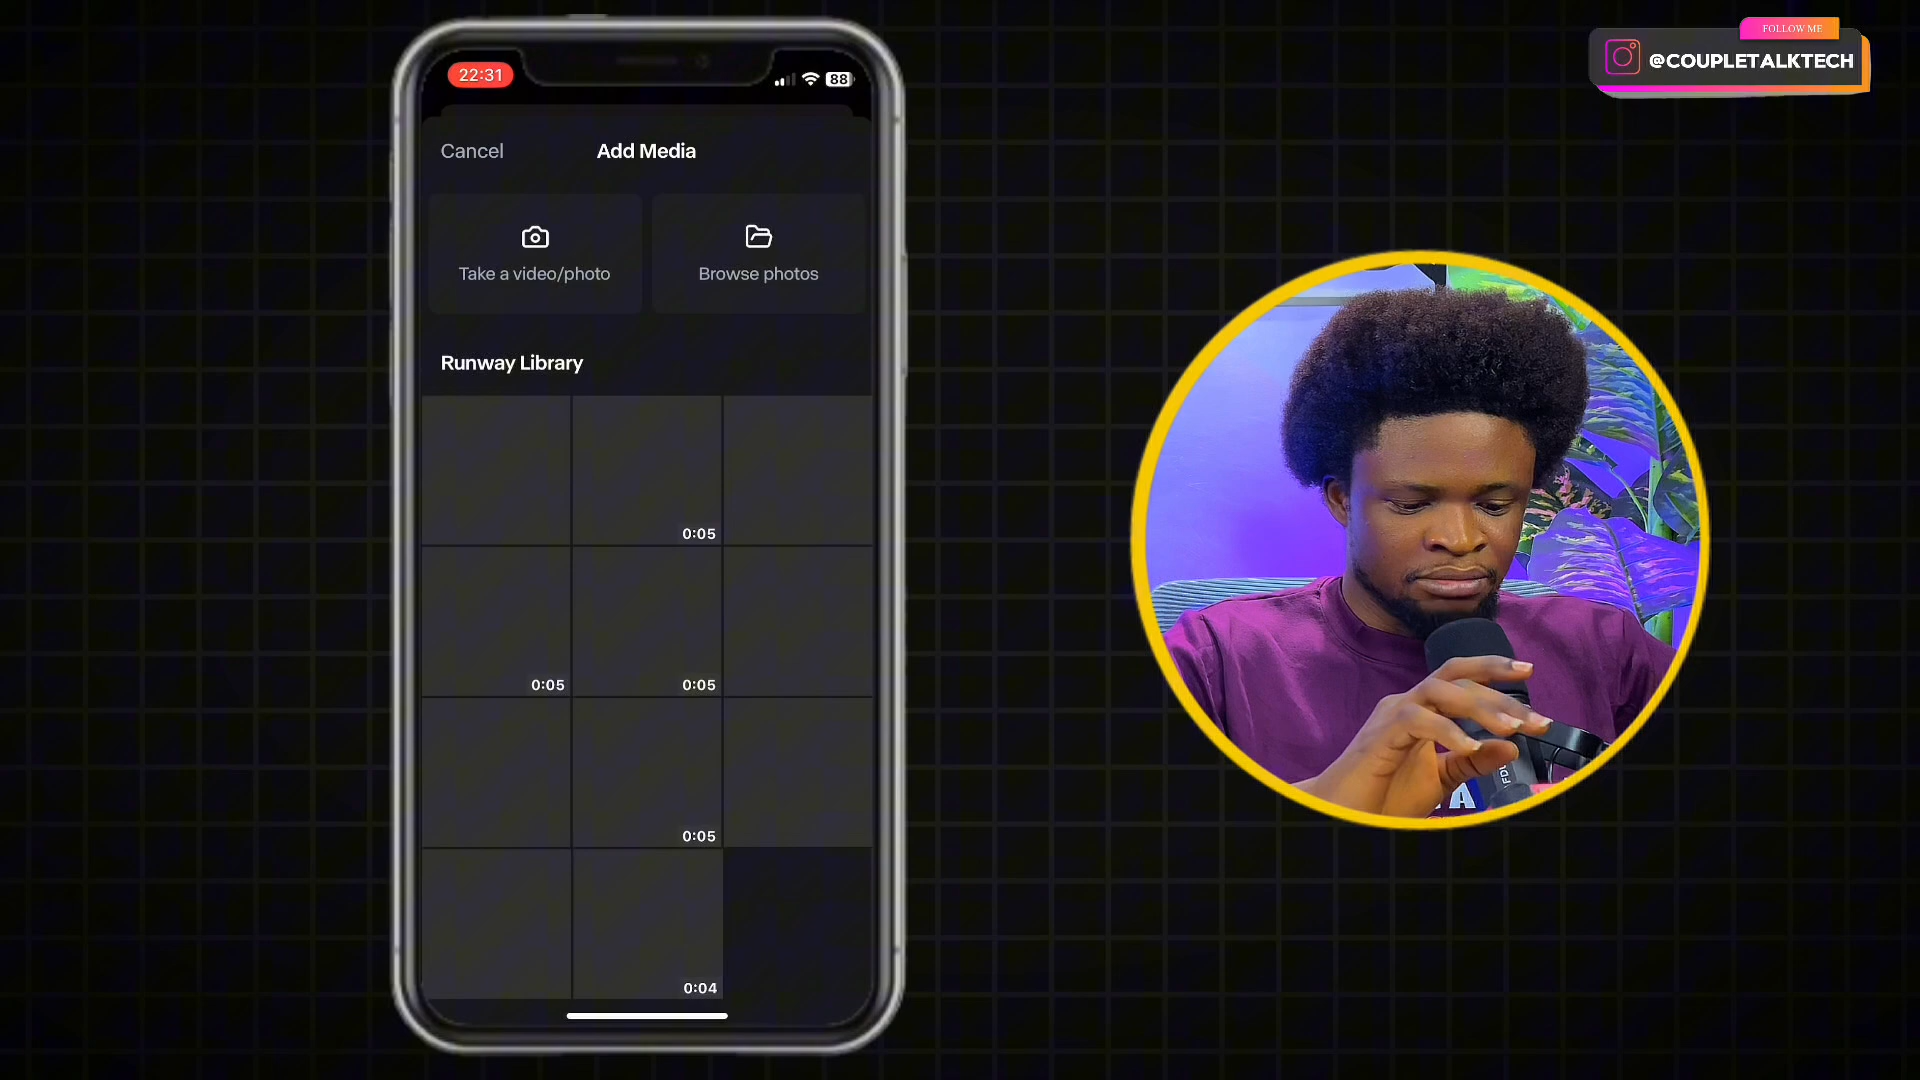 FOLLOW ME
@COUPLETALKTECH
22:31
88
Cancel
Add Media
Take a video/photo
Browse photos
Runway Library
0:05
0:05
0:05
0:05
0:04